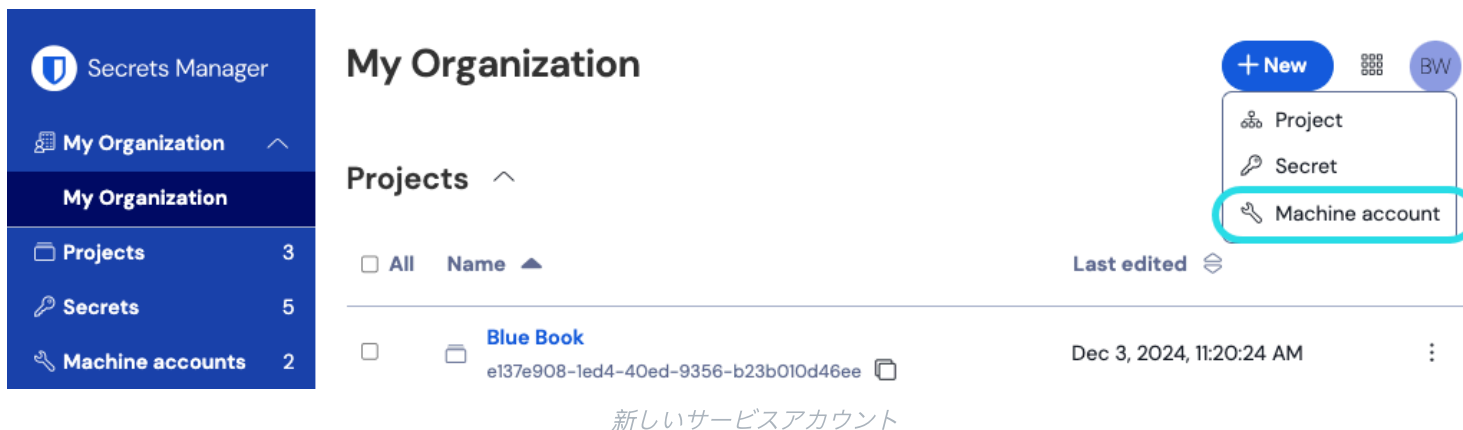 Secrets Manager
My Organization
My Organization
Projects 3
Secrets 5
Machine accounts 2
My Organization
+ New
BW
Project
Secret
Machine account
Projects
All Name Last edited
Blue Book
e137e908-1ed4-40ed-9356-b23b010d46ee
Dec 3, 2024, 11:20:24 AM
新しいサービスアカウント